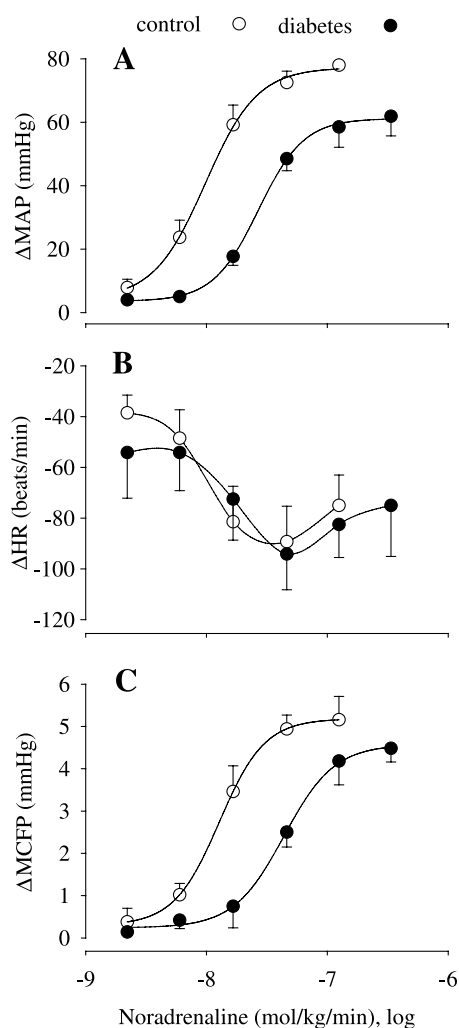 control diabetes
A
80
60
40
20
0
ΔMAP (mmHg)
B
-20
-40
-60
-80
-100
-120
ΔHR (beats/min)
C
6
5
4
3
2
1
0
ΔMCFP (mmHg)
-9 -8 -7 -6
Noradrenaline (mol/kg/min), log